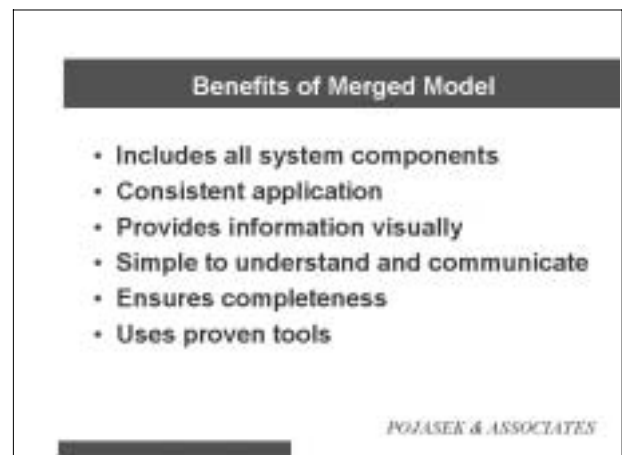 Benefits of Merged Model
• Includes all system components
• Consistent application
• Provides information visually
• Simple to understand and communicate
• Ensures completeness
• Uses proven tools
POJASEK & ASSOCIATES